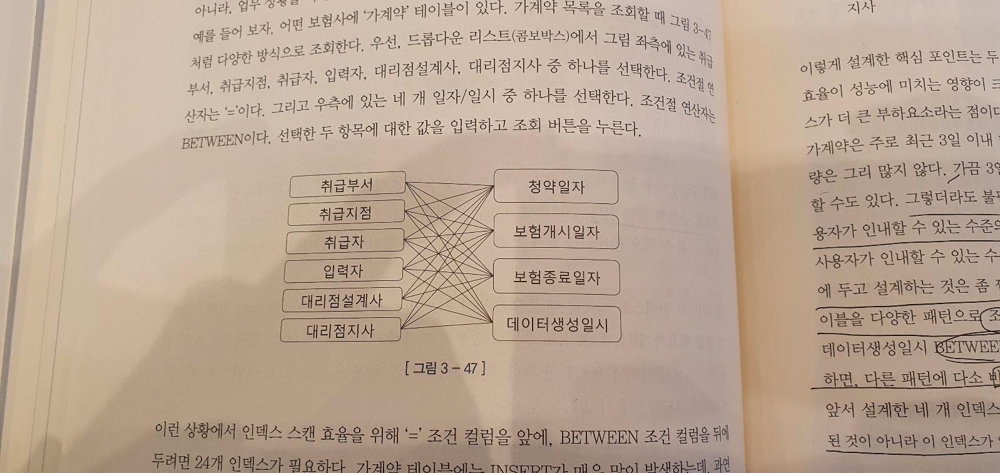 아니라, 업무 상황을
예를 들어 보자. 어떤 보험사에 ‘가계약’ 테이블이 있다. 가계약 목록을 조회할 때 그림 3-47
처럼 다양한 방식으로 조회한다. 우선, 드롭다운 리스트(콤보박스)에서 그림 좌측에 있는 취급
부서, 취급지점, 취급자, 입력자, 대리점설계사, 대리점지사 중 하나를 선택한다. 조건절 연
산자는 ‘=’이다. 그리고 우측에 있는 네 개 일자/일시 중 하나를 선택한다. 조건절 연산자는
BETWEEN이다. 선택한 두 항목에 대한 값을 입력하고 조회 버튼을 누른다.
취급부서
취급지점
취급자
입력자
대리점설계사
대리점지사
청약일자
보험개시일자
보험종료일자
데이터생성일시
[ 그림 3 - 47 ]
이런 상황에서 인덱스 스캔 효율을 위해 ‘=’ 조건 컬럼을 앞에, BETWEEN 조건 컬럼을 뒤에
두려면 24개 인덱스가 필요하다. 가계약 테이블에는 INSERT가 매우 많이 발생하는데, 과연
지사
이렇게 설계한 핵심 포인트는 두
효율이 성능에 미치는 영향이 크
스가 더 큰 부하요소라는 점이다
가계약은 주로 최근 3일 이내
량은 그리 많지 않다. 가끔 3일
할 수도 있다. 그렇더라도 불편
용자가 인내할 수 있는 수준의
사용자가 인내할 수 있는 수
에 두고 설계하는 것은 좀
이블을 다양한 패턴으로 조
데이터생성일시 BETWEE
하면, 다른 패턴에 다소
앞서 설계한 네 개 인덱스
된 것이 아니라 이 인덱스가